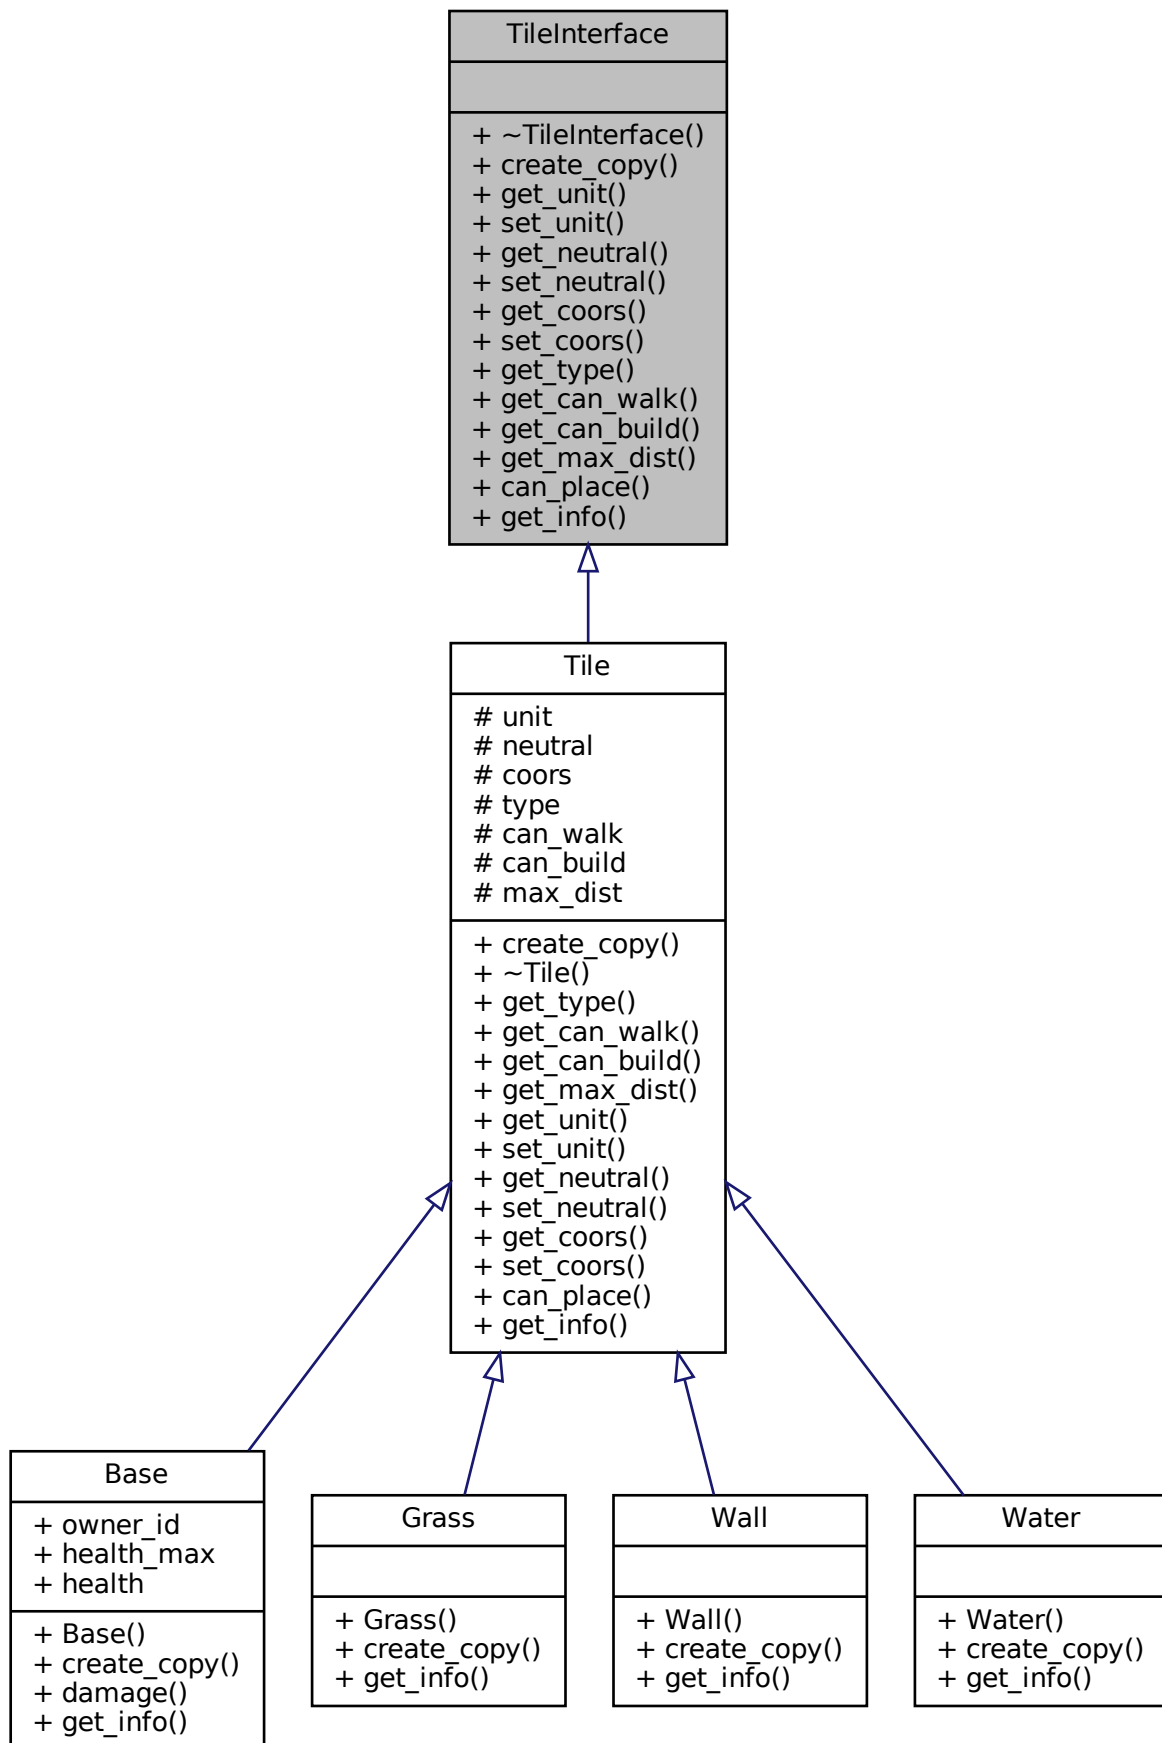 TileInterface
+ ~TileInterface()
+ create_copy()
+ get_unit()
+ set_unit()
+ get_neutral()
+ set_neutral()
+ get_coors()
+ set_coors()
+ get_type()
+ get_can_walk()
+ get_can_build()
+ get_max_dist()
+ can_place()
+ get_info()
Tile
# unit
# neutral
# coors
# type
# can_walk
# can_build
# max_dist
+ create_copy()
+ ~Tile()
+ get_type()
+ get_can_walk()
+ get_can_build()
+ get_max_dist()
+ get_unit()
+ set_unit()
+ get_neutral()
+ set_neutral()
+ get_coors()
+ set_coors()
+ can_place()
+ get_info()
Base
+ owner_id
+ health_max
+ health
+ Base()
+ create_copy()
+ damage()
+ get_info()
Grass
+ Grass()
+ create_copy()
+ get_info()
Wall
+ Wall()
+ create_copy()
+ get_info()
Water
+ Water()
+ create_copy()
+ get_info()